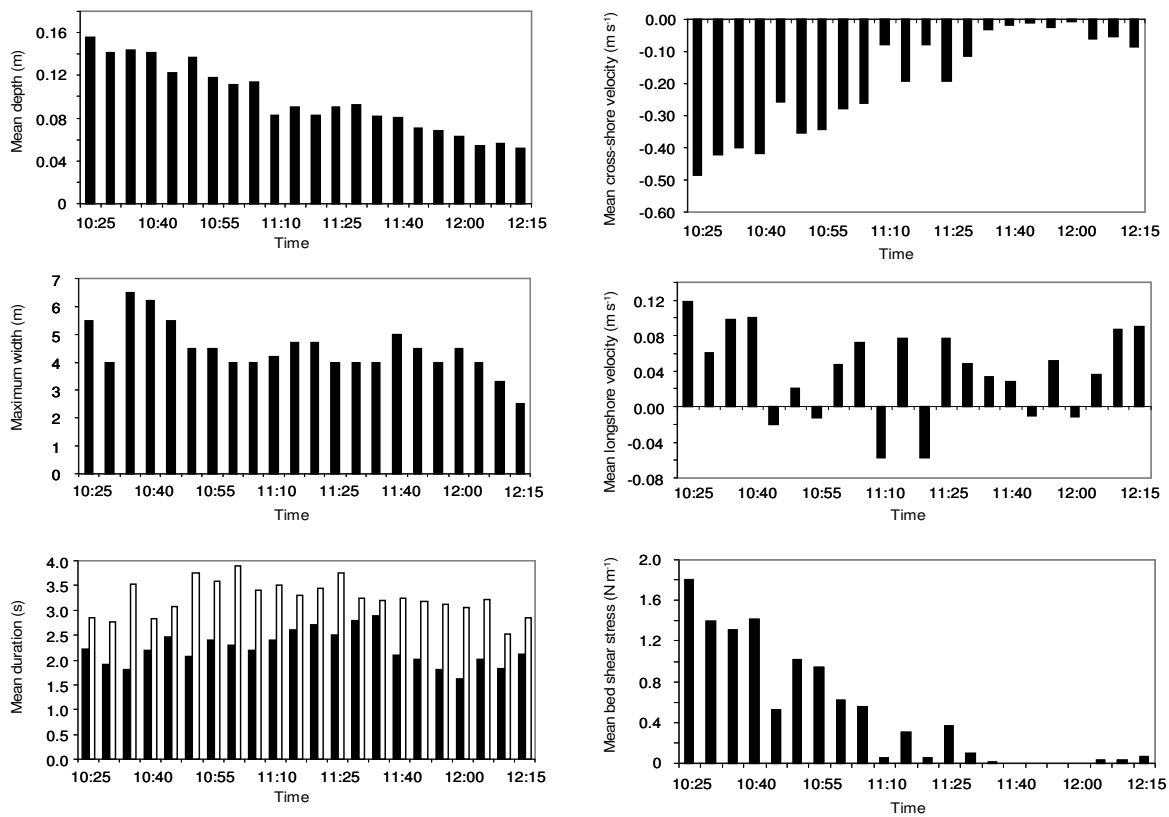 Mean depth (m)
0.16
0.12
0.08
0.04
0
10:25 10:40 10:55 11:10 11:25 11:40 12:00 12:15
Time
Mean cross-shore velocity (m s⁻¹)
0.00
-0.10
-0.20
-0.30
-0.40
-0.50
-0.60
10:25 10:40 10:55 11:10 11:25 11:40 12:00 12:15
Time
Maximum width (m)
7
6
5
4
3
2
1
0
10:25 10:40 10:55 11:10 11:25 11:40 12:00 12:15
Time
Mean longshore velocity (m s⁻¹)
0.12
0.08
0.04
0.00
-0.04
-0.08
10:25 10:40 10:55 11:10 11:25 11:40 12:00 12:15
Time
Mean duration (s)
4.0
3.5
3.0
2.5
2.0
1.5
1.0
0.5
0.0
10:25 10:40 10:55 11:10 11:25 11:40 12:00 12:15
Time
Mean bed shear stress (N m⁻¹)
2.0
1.6
1.2
0.8
0.4
0
10:25 10:40 10:55 11:10 11:25 11:40 12:00 12:15
Time